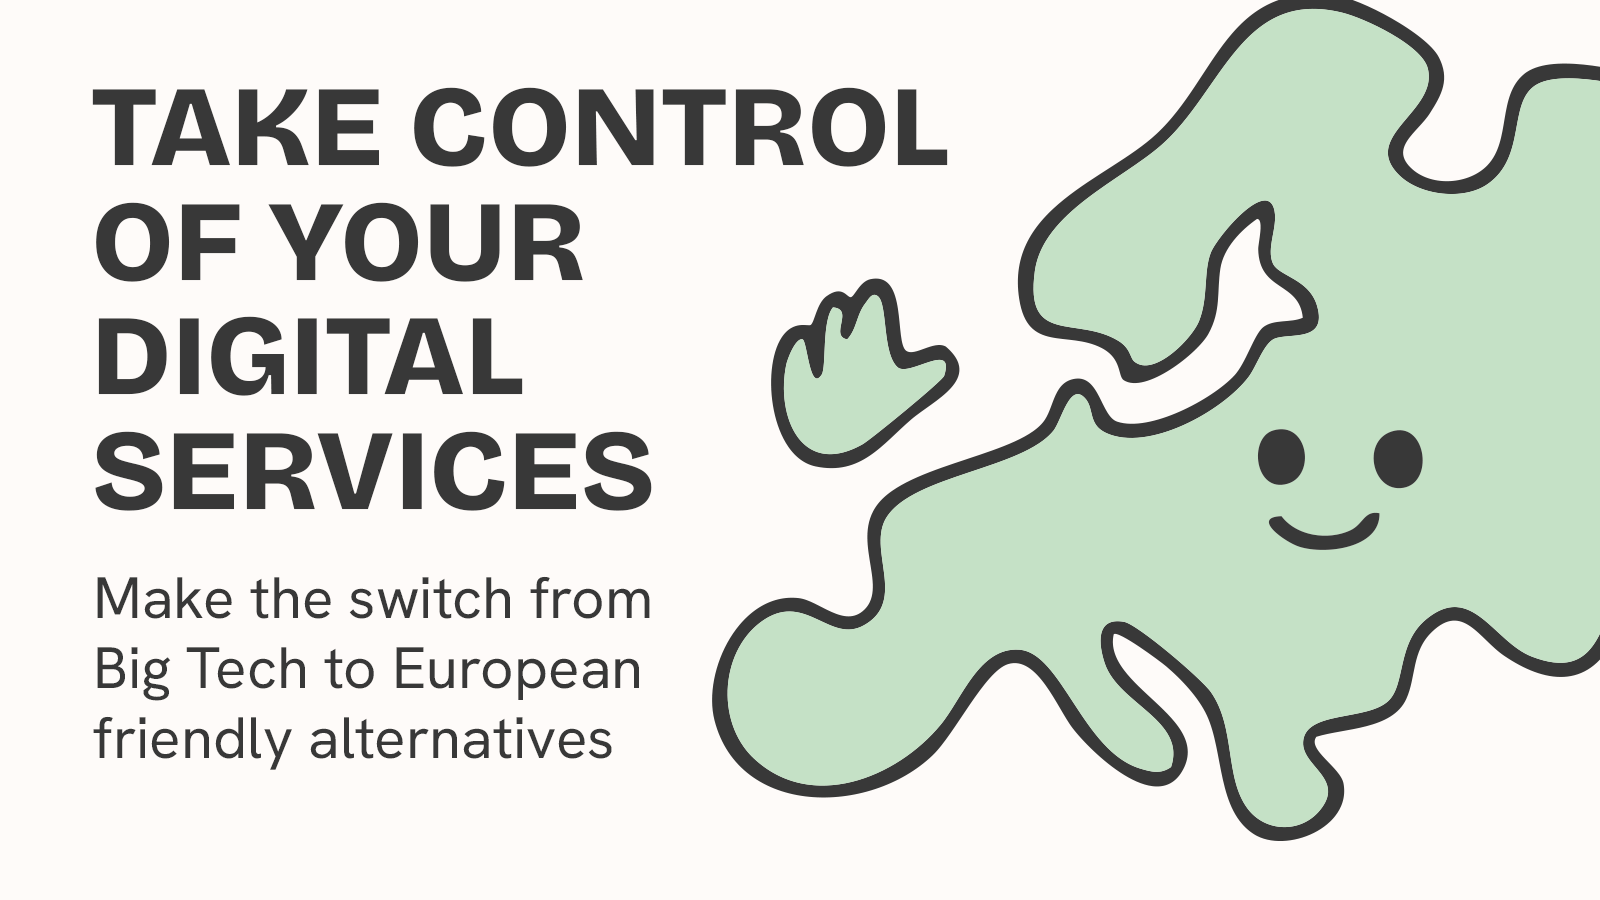 TAKE CONTROL
OF YOUR
DIGITAL
SERVICES
Make the switch from
Big Tech to European
friendly alternatives